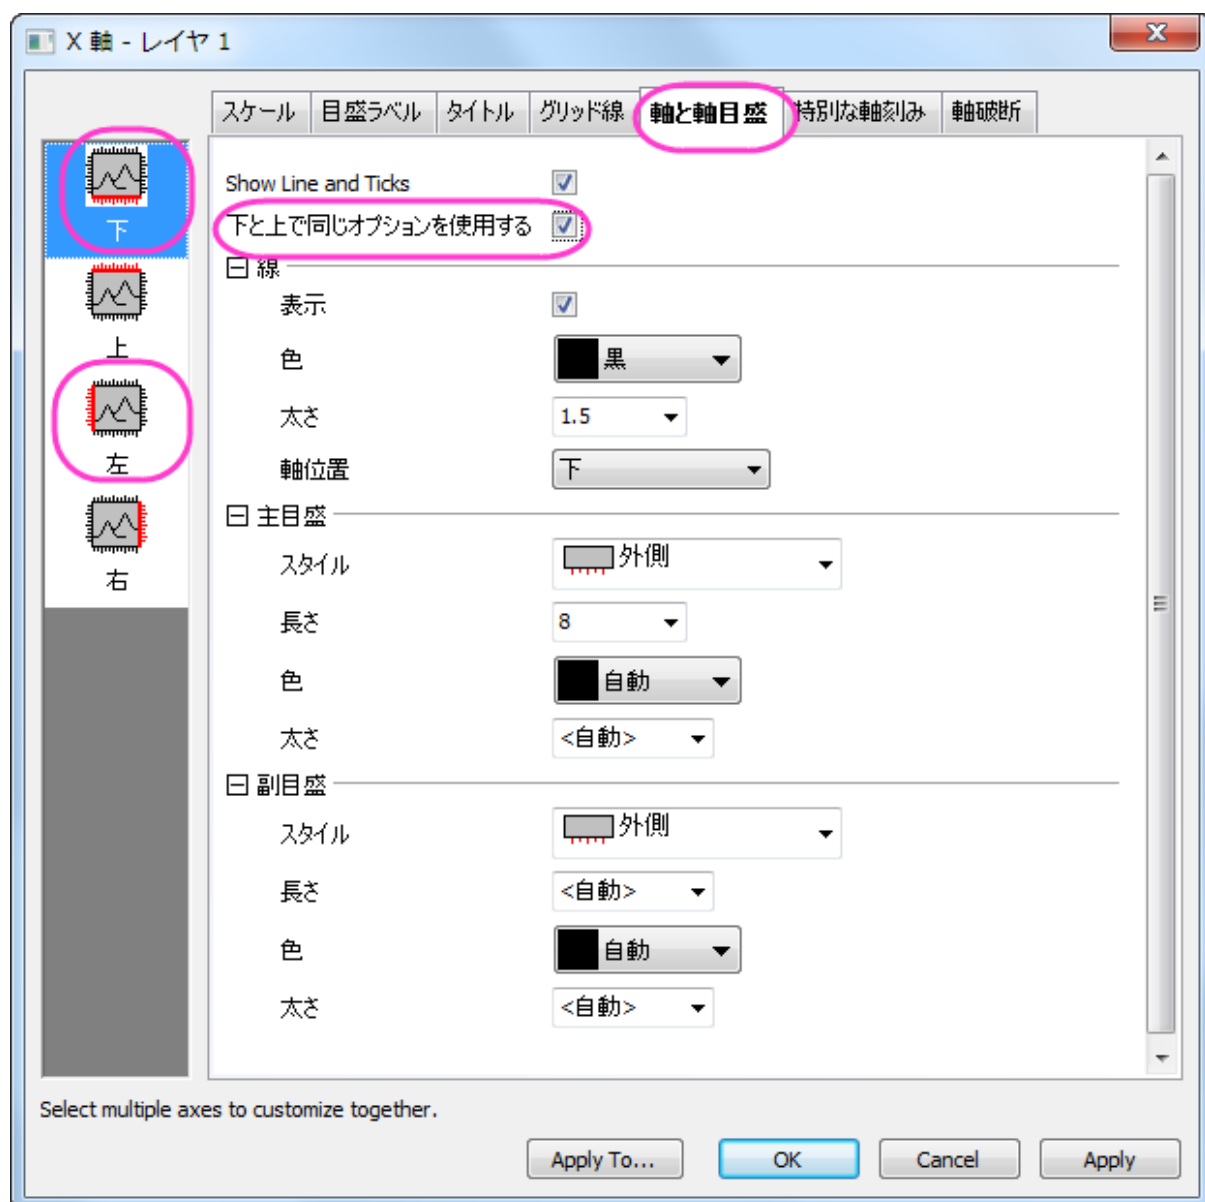 X 軸 - レイヤ 1
スケール 目盛ラベル タイトル グリッド線 軸と軸目盛 特別な軸刻み 軸破断
下
上
左
右
Show Line and Ticks
下と上で同じオプションを使用する
線
表示
色 黒
太さ 1.5
軸位置 下
主目盛
スタイル 外側
長さ 8
色 自動
太さ <自動>
副目盛
スタイル 外側
長さ <自動>
色 自動
太さ <自動>
Select multiple axes to customize together.
Apply To... OK Cancel Apply